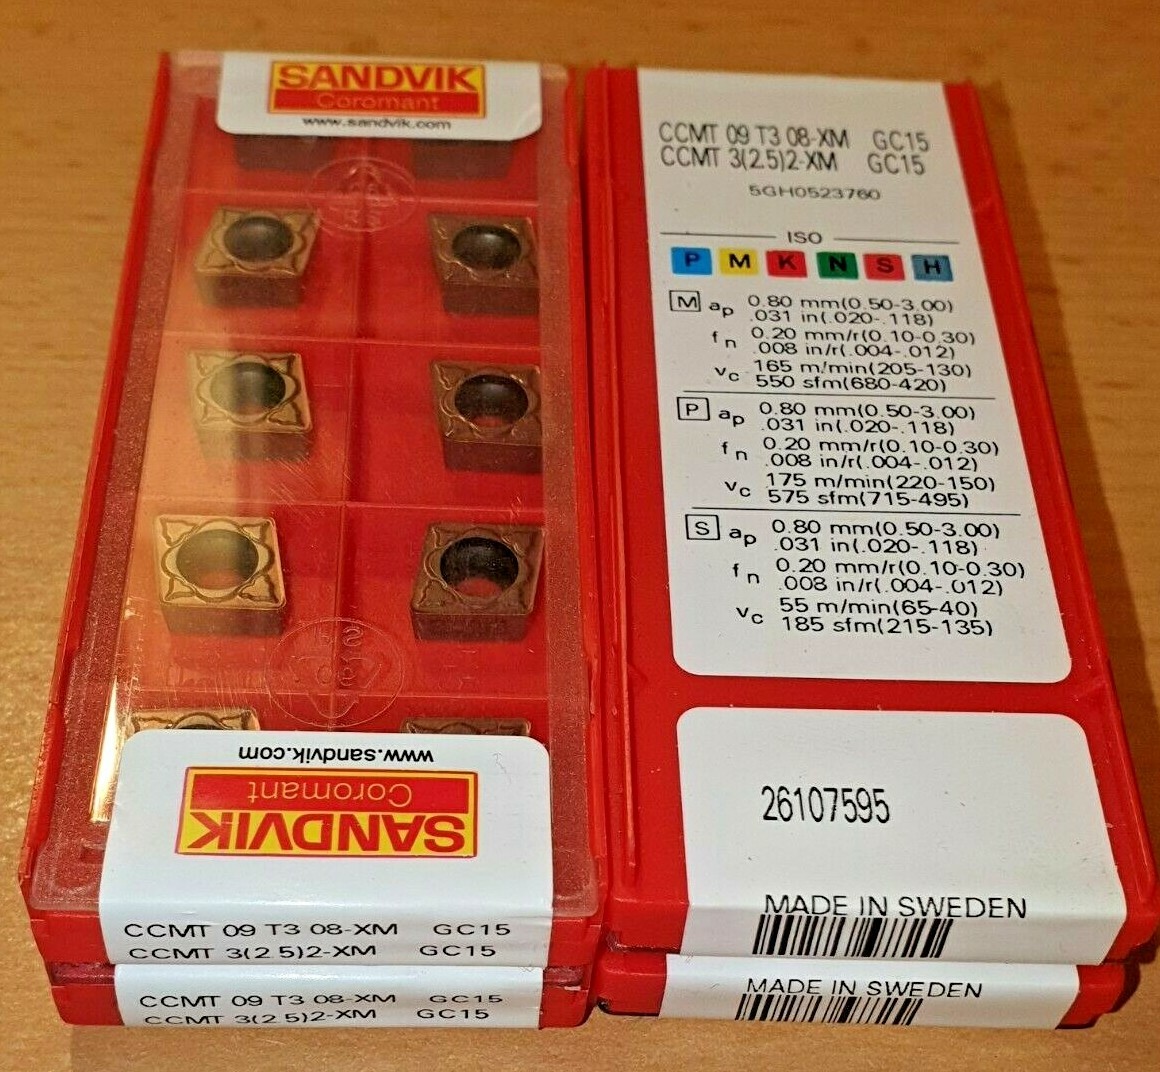 SANDVIK
Coromant
www.sandvik.com
www.sandvik.com
Coromant
SANDVIK
CCMT 09 T3 08-XM GC15
CCMT 3(2.5)2-XM GC15
CCMT 09 T3 08-XM GC15
CCMT 3(2.5)2-XM GC15
CCMT 09 T3 08-XM GC15
CCMT 3(2.5)2-XM GC15
5GH0523760
ISO
P M K N S H
M ap 0.80 mm(0.50-3.00)
.031 in(.020-.118)
fn 0.20 mm/r(0.10-0.30)
.008 in/r(.004-.012)
vc 165 m/min(205-130)
550 sfm(680-420)
P ap 0.80 mm(0.50-3.00)
.031 in(.020-.118)
fn 0.20 mm/r(0.10-0.30)
.008 in/r(.004-.012)
vc 175 m/min(220-150)
575 sfm(715-495)
S ap 0.80 mm(0.50-3.00)
.031 in(.020-.118)
fn 0.20 mm/r(0.10-0.30)
.008 in/r(.004-.012)
vc 55 m/min(65-40)
185 sfm(215-135)
26107595
MADE IN SWEDEN
MADE IN SWEDEN